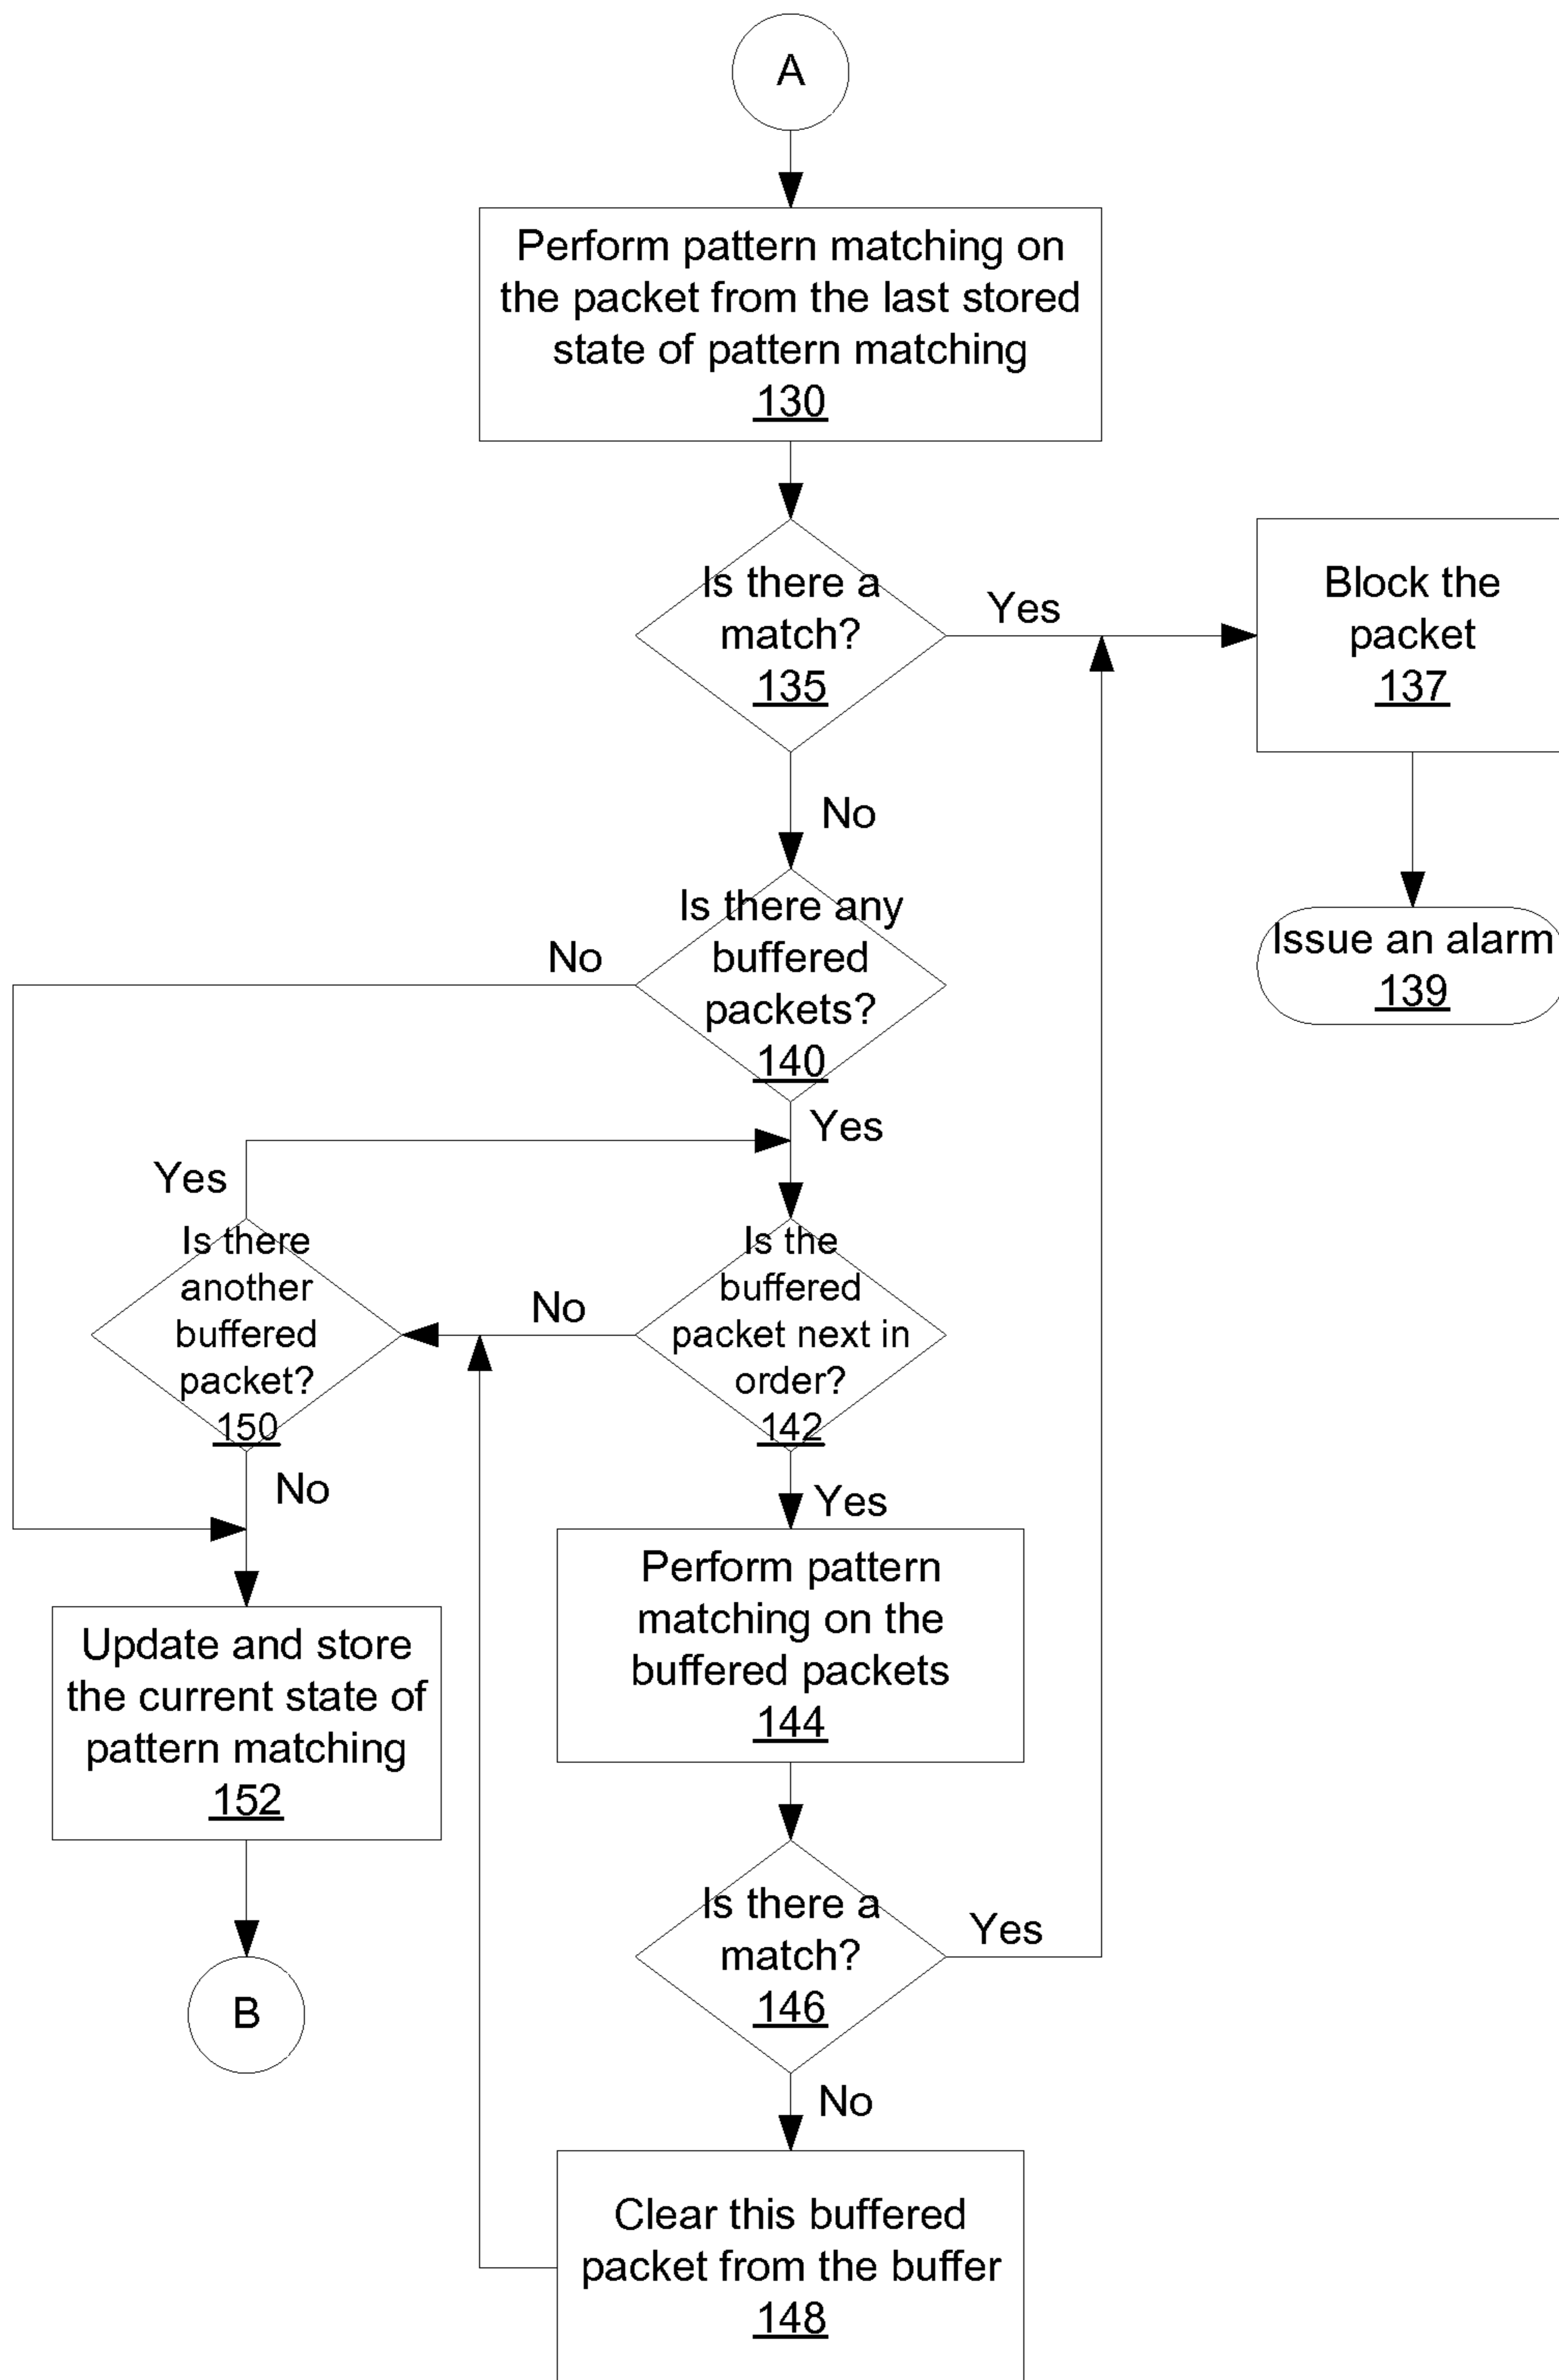 A
Perform pattern matching on
the packet from the last stored
state of pattern matching
130
Is there a
match?
135
Yes
Block the
packet
137
No
Issue an alarm
139
Is there any
buffered
packets?
140
No
Yes
Yes
Is there
another
buffered
packet?
150
No
Is the
buffered
packet next in
order?
142
No
Yes
Perform pattern
matching on the
buffered packets
144
Update and store
the current state of
pattern matching
152
Is there a
match?
146
Yes
B
No
Clear this buffered
packet from the buffer
148